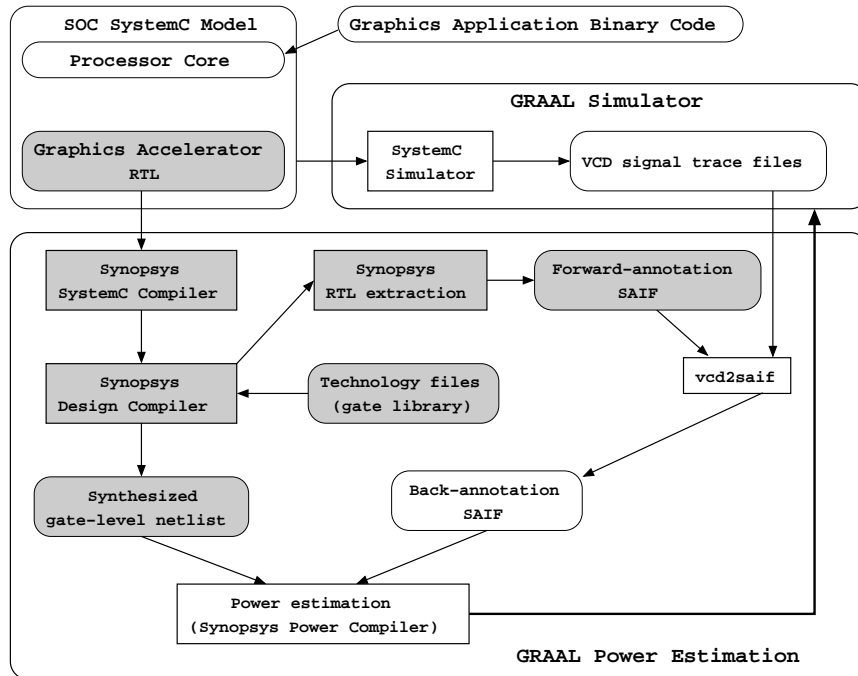 SOC SystemC Model
Graphics Application Binary Code
Processor Core
GRAAL Simulator
Graphics Accelerator
RTL
SystemC
Simulator
VCD signal trace files
Synopsys
SystemC Compiler
Synopsys
RTL extraction
Forward-annotation
SAIF
Synopsys
Design Compiler
Technology files
(gate library)
vcd2saif
Synthesized
gate-level netlist
Back-annotation
SAIF
Power estimation
(Synopsys Power Compiler)
GRAAL Power Estimation